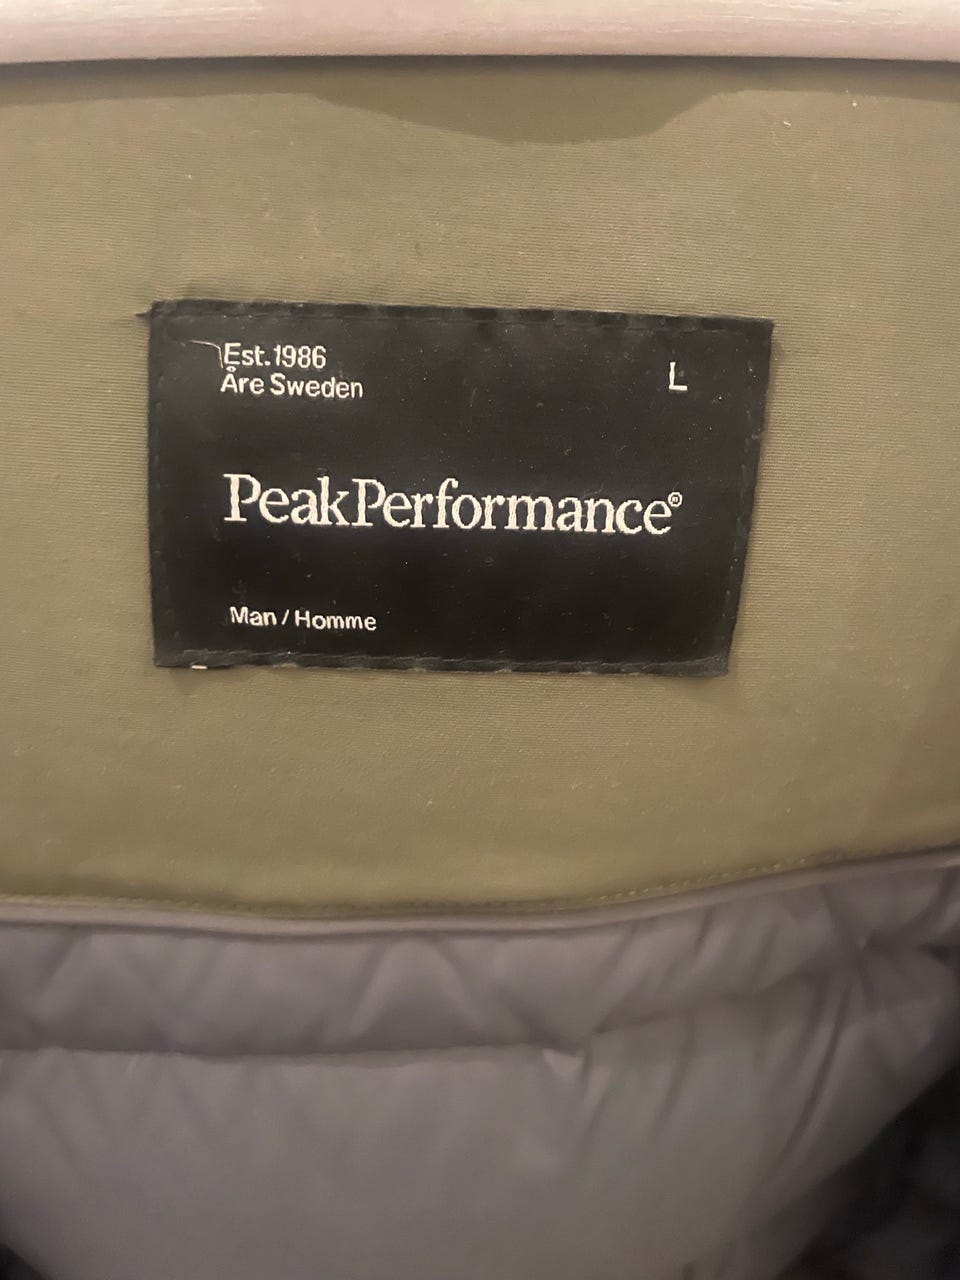 Est. 1986
Åre Sweden
L
PeakPerformance®
Man / Homme